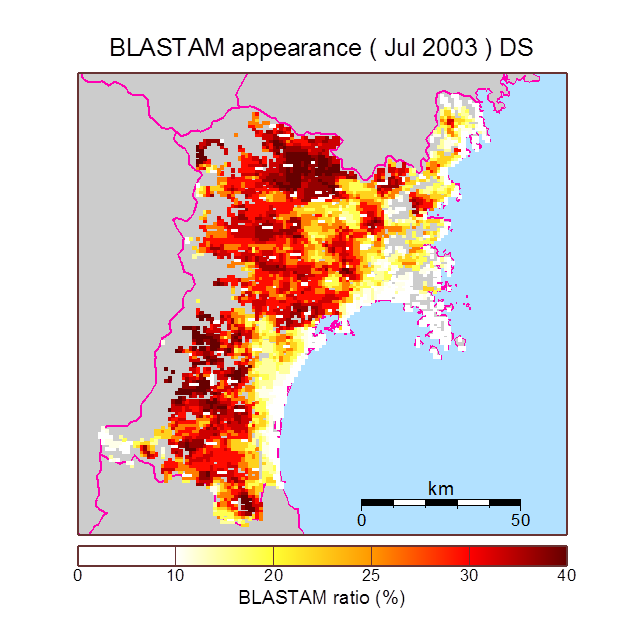 BLASTAM appearance ( Jul 2003 ) DS
km
0 50
0 10 20 25 30 40
BLASTAM ratio (%)